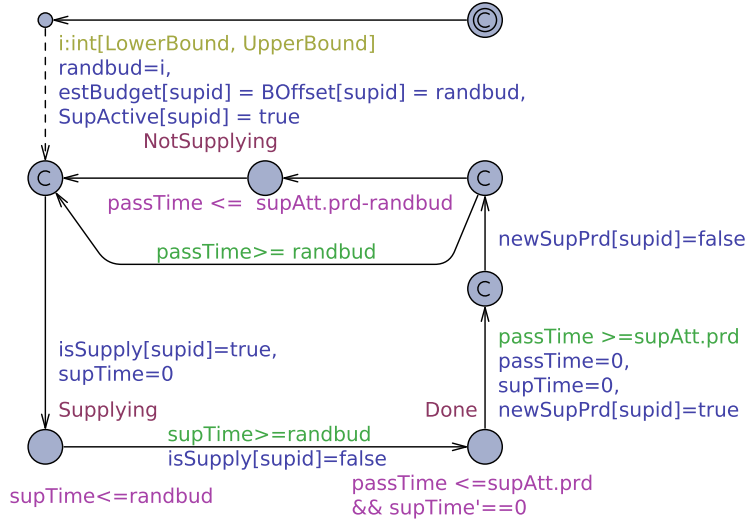 C
i:int[LowerBound, UpperBound]
randbud=i,
estBudget[supid] = BOffset[supid] = randbud,
SupActive[supid] = true
NotSupplying
C
C
passTime <= supAtt.prd-randbud
passTime>= randbud
newSupPrd[supid]=false
C
isSupply[supid]=true,
supTime=0
passTime >=supAtt.prd
passTime=0,
supTime=0,
newSupPrd[supid]=true
Supplying
Done
supTime>=randbud
isSupply[supid]=false
supTime<=randbud
passTime <=supAtt.prd
&& supTime'==0